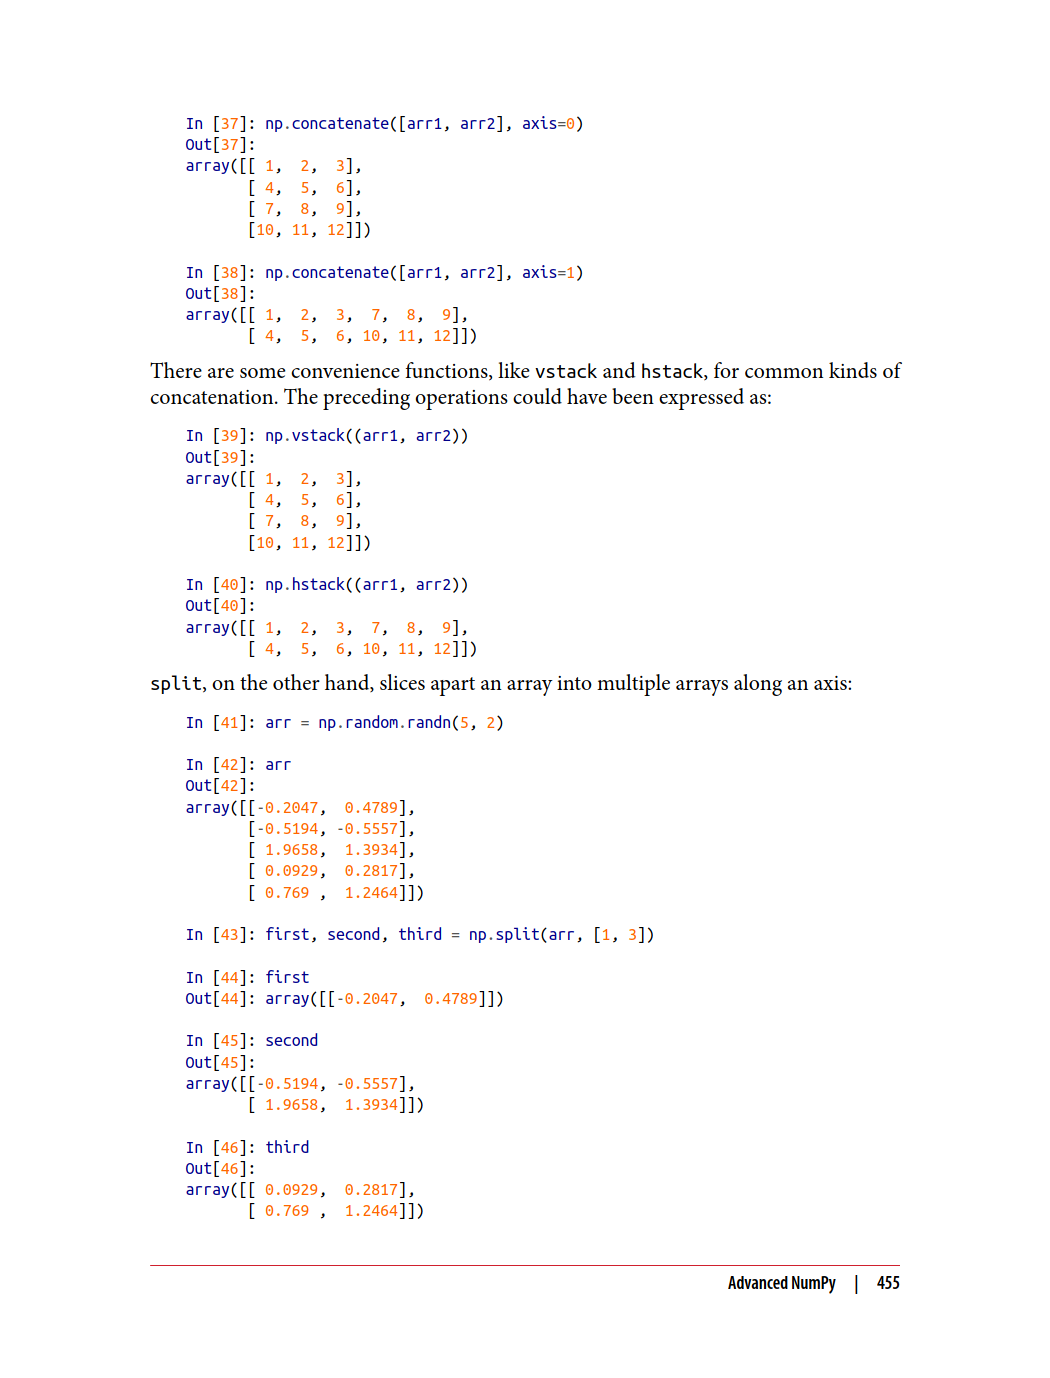 In [37]: np.concatenate([arr1, arr2], axis=0)
Out[37]:
array([[ 1,  2,  3],
       [ 4,  5,  6],
       [ 7,  8,  9],
       [10, 11, 12]])
In [38]: np.concatenate([arr1, arr2], axis=1)
Out[38]:
array([[ 1,  2,  3,  7,  8,  9],
       [ 4,  5,  6, 10, 11, 12]])
There are some convenience functions, like vstack and hstack, for common kinds of
concatenation. The preceding operations could have been expressed as:
In [39]: np.vstack((arr1, arr2))
Out[39]:
array([[ 1,  2,  3],
       [ 4,  5,  6],
       [ 7,  8,  9],
       [10, 11, 12]])
In [40]: np.hstack((arr1, arr2))
Out[40]:
array([[ 1,  2,  3,  7,  8,  9],
       [ 4,  5,  6, 10, 11, 12]])
split, on the other hand, slices apart an array into multiple arrays along an axis:
In [41]: arr = np.random.randn(5, 2)
In [42]: arr
Out[42]:
array([[-0.2047,  0.4789],
       [-0.5194, -0.5557],
       [ 1.9658,  1.3934],
       [ 0.0929,  0.2817],
       [ 0.769 ,  1.2464]])
In [43]: first, second, third = np.split(arr, [1, 3])
In [44]: first
Out[44]: array([[-0.2047,  0.4789]])
In [45]: second
Out[45]:
array([[-0.5194, -0.5557],
       [ 1.9658,  1.3934]])
In [46]: third
Out[46]:
array([[ 0.0929,  0.2817],
       [ 0.769 ,  1.2464]])
Advanced NumPy | 455